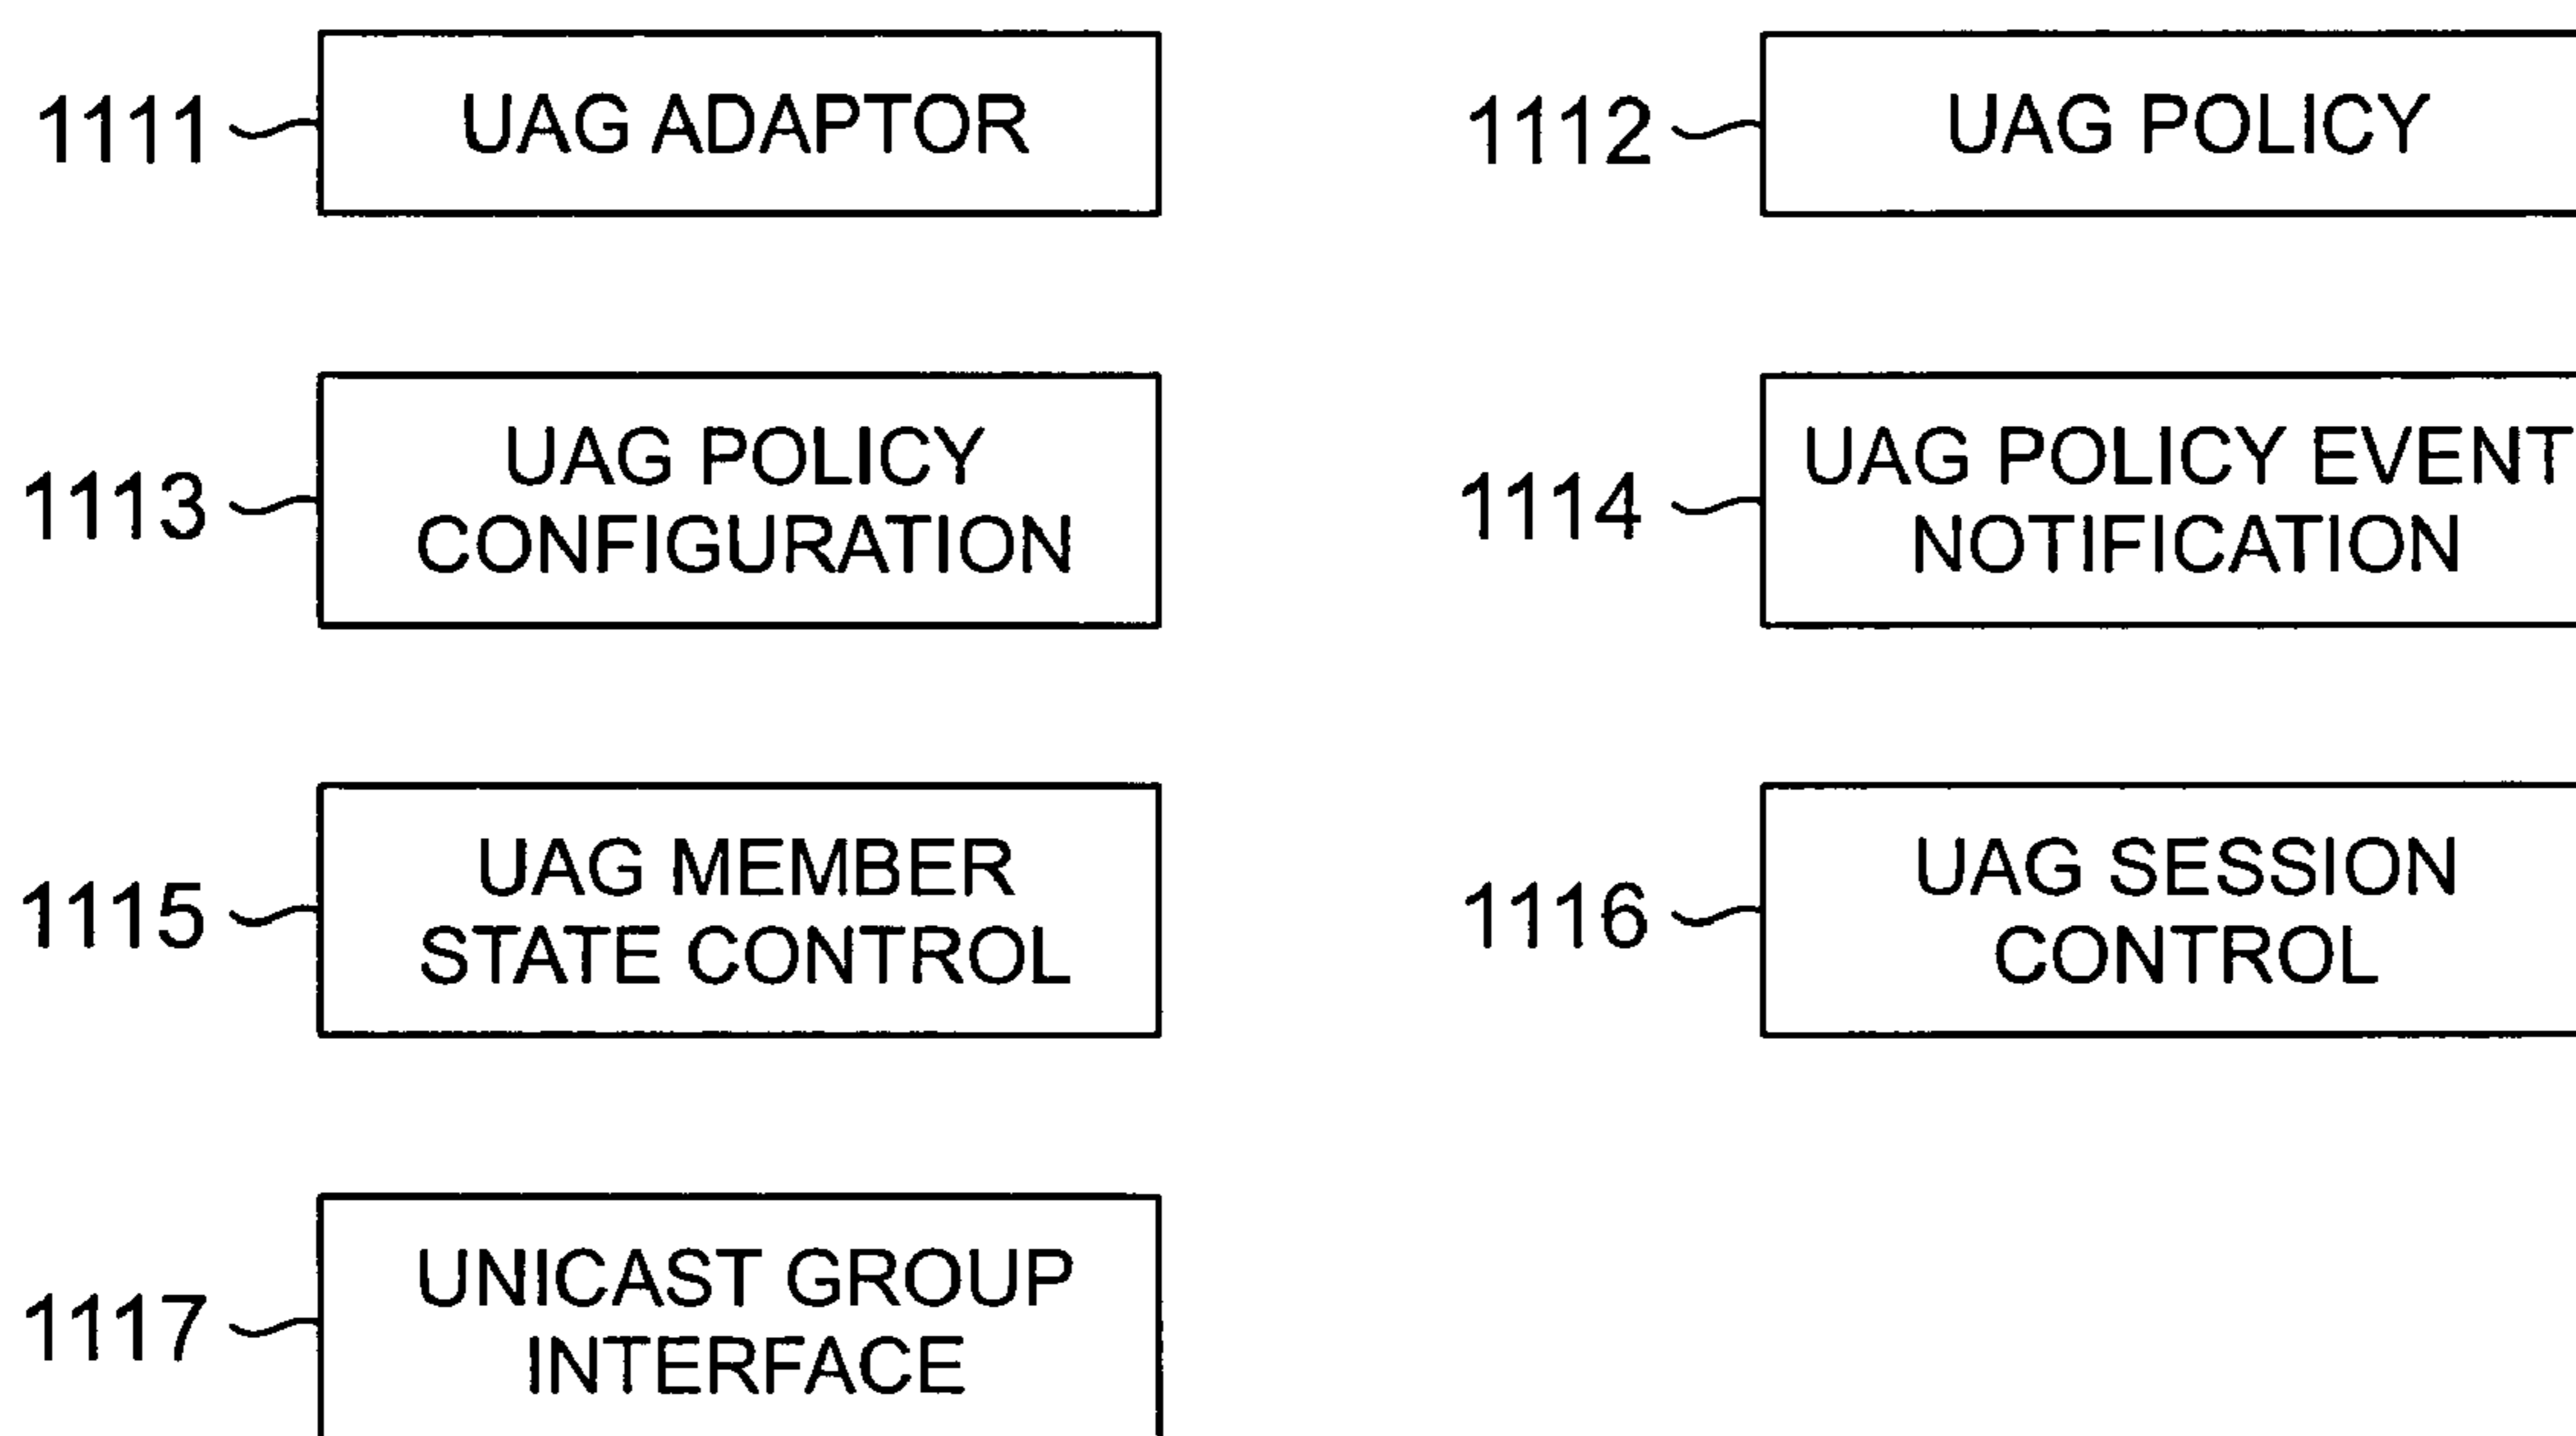 1111
UAG ADAPTOR
1112
UAG POLICY
1113
UAG POLICY
CONFIGURATION
1114
UAG POLICY EVENT
NOTIFICATION
1115
UAG MEMBER
STATE CONTROL
1116
UAG SESSION
CONTROL
1117
UNICAST GROUP
INTERFACE